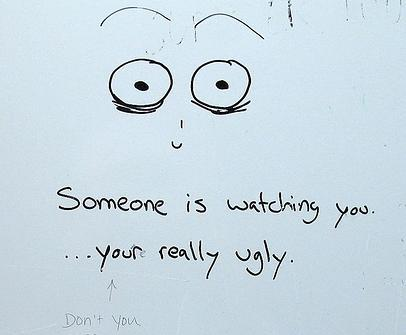 Someone is watching you.
...your really ugly.
Don't you